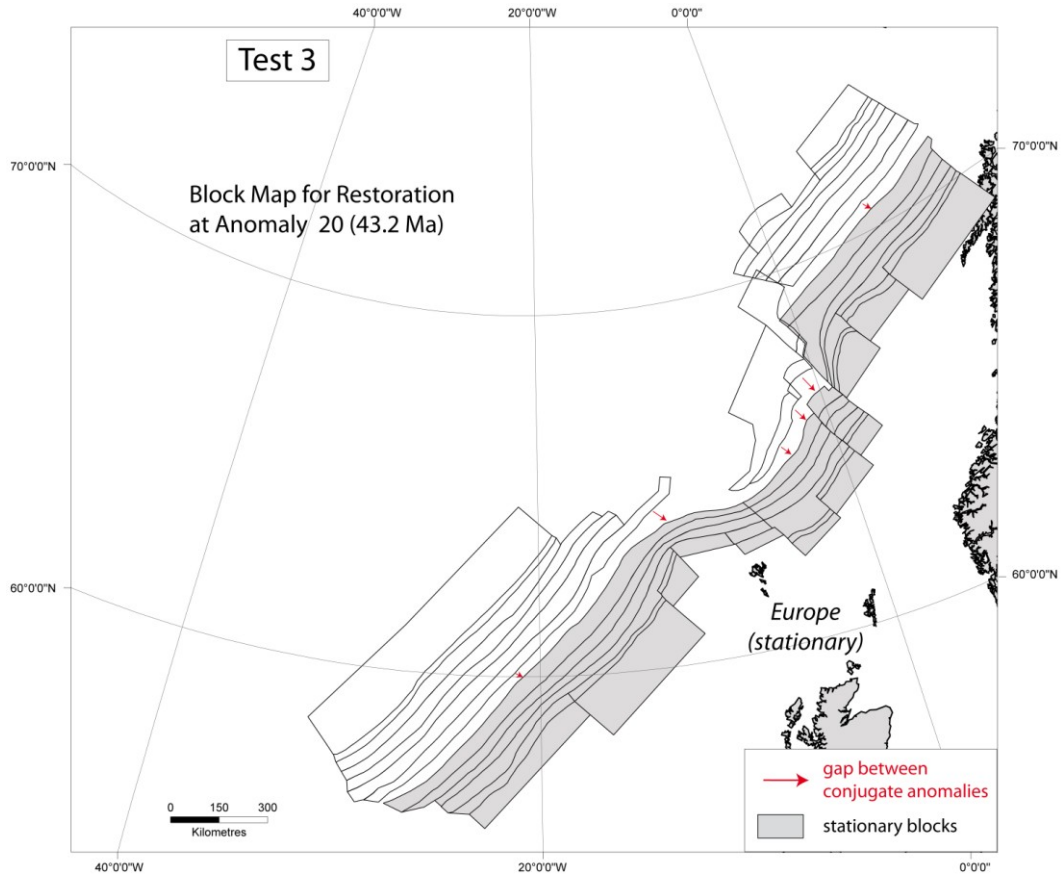 40°0'0"W
20°0'0"W
0°0'0"
Test 3
70°0'0"N
70°0'0"N
Block Map for Restoration
at Anomaly 20 (43.2 Ma)
60°0'0"N
60°0'0"N
Europe
(stationary)
gap between
conjugate anomalies
stationary blocks
0 150 300
Kilometres
40°0'0"W
20°0'0"W
0°0'0"